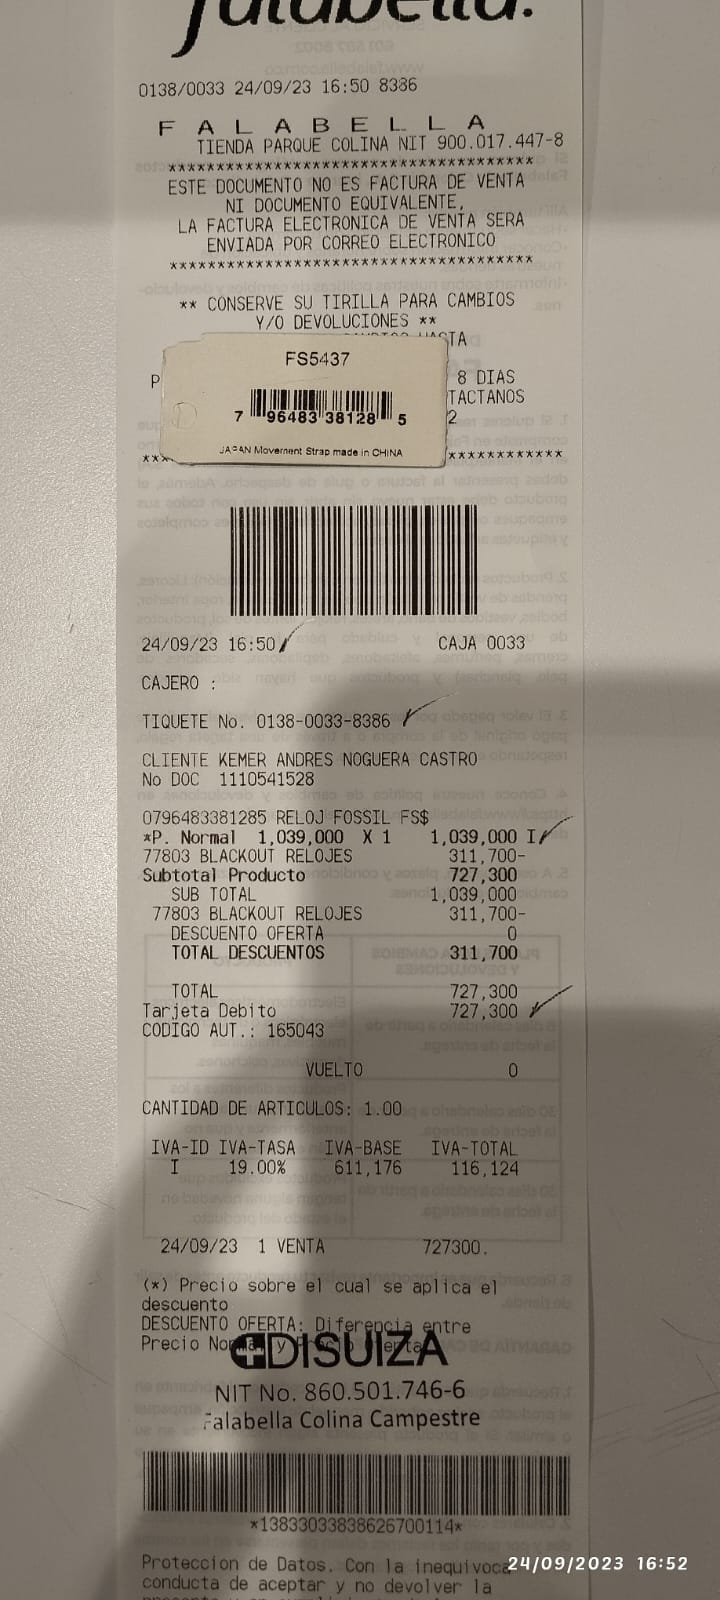 falabella.
0138/0033 24/09/23 16:50 8386
F A L A B E L L A
TIENDA PARQUE COLINA NIT 900.017.447-8
****************************************
ESTE DOCUMENTO NO ES FACTURA DE VENTA
NI DOCUMENTO EQUIVALENTE,
LA FACTURA ELECTRONICA DE VENTA SERA
ENVIADA POR CORREO ELECTRONICO
****************************************
** CONSERVE SU TIRILLA PARA CAMBIOS
Y/O DEVOLUCIONES **
P 8 DIAS
TACTANOS
2
FS5437
7 96483 38128 5
JAPAN Movement Strap made in CHINA
*** ************
24/09/23 16:50 CAJA 0033
CAJERO :
TIQUETE No. 0138-0033-8386
CLIENTE KEMER ANDRES NOGUERA CASTRO
No DOC 1110541528
0796483381285 RELOJ FOSSIL FS$
*P. Normal 1,039,000 X 1 1,039,000 I
77803 BLACKOUT RELOJES 311,700-
Subtotal Producto 727,300
SUB TOTAL 1,039,000
77803 BLACKOUT RELOJES 311,700-
DESCUENTO OFERTA 0
TOTAL DESCUENTOS 311,700
TOTAL 727,300
Tarjeta Debito 727,300
CODIGO AUT.: 165043
VUELTO 0
CANTIDAD DE ARTICULOS: 1.00
IVA-ID IVA-TASA IVA-BASE IVA-TOTAL
I 19.00% 611,176 116,124
24/09/23 1 VENTA 727300.
(*) Precio sobre el cual se aplica el
descuento
DESCUENTO OFERTA: Diferencia entre
Precio Normal y Precio Oferta
DISUIZA
NIT No. 860.501.746-6
Falabella Colina Campestre
*13833033838626700114*
Proteccion de Datos. Con la inequivoca
conducta de aceptar y no devolver la
24/09/2023 16:52